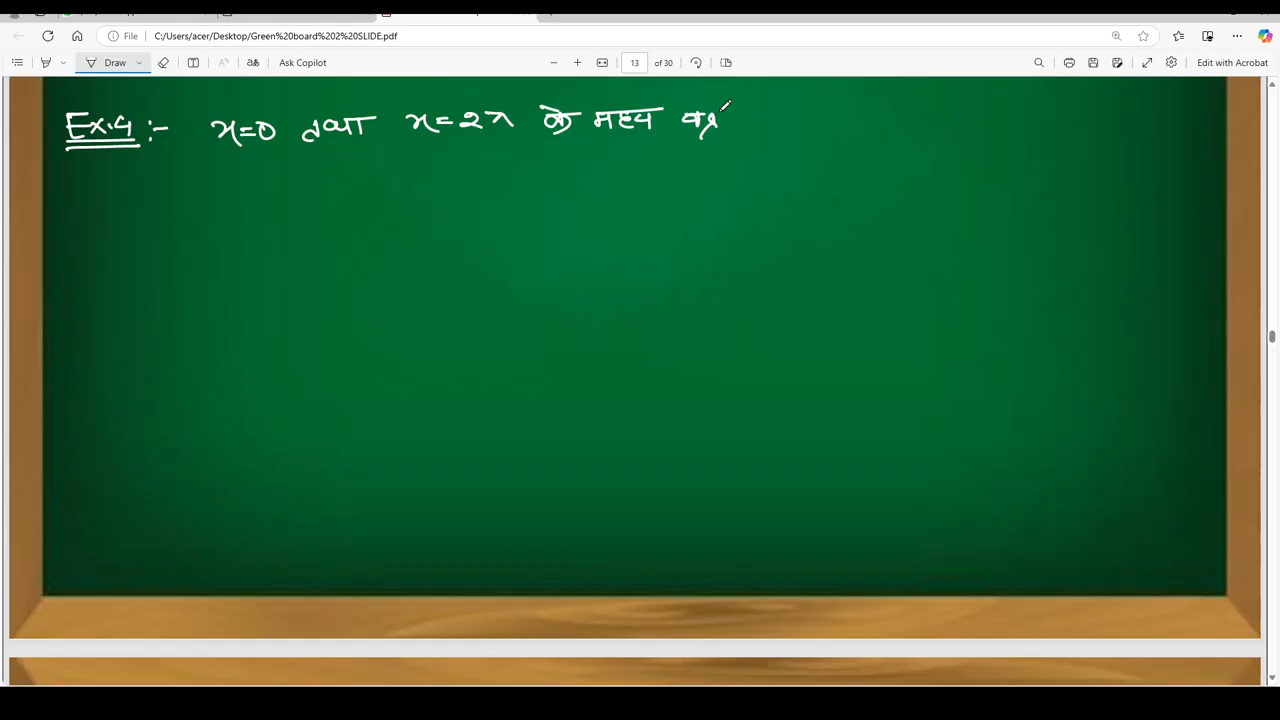 File C:/Users/acer/Desktop/Green%20board%202%20SLIDE.pdf
Draw Ask Copilot 13 of 30 Edit with Acrobat
Ex.4:- x=0 तथा x=2π के मध्य वक्र